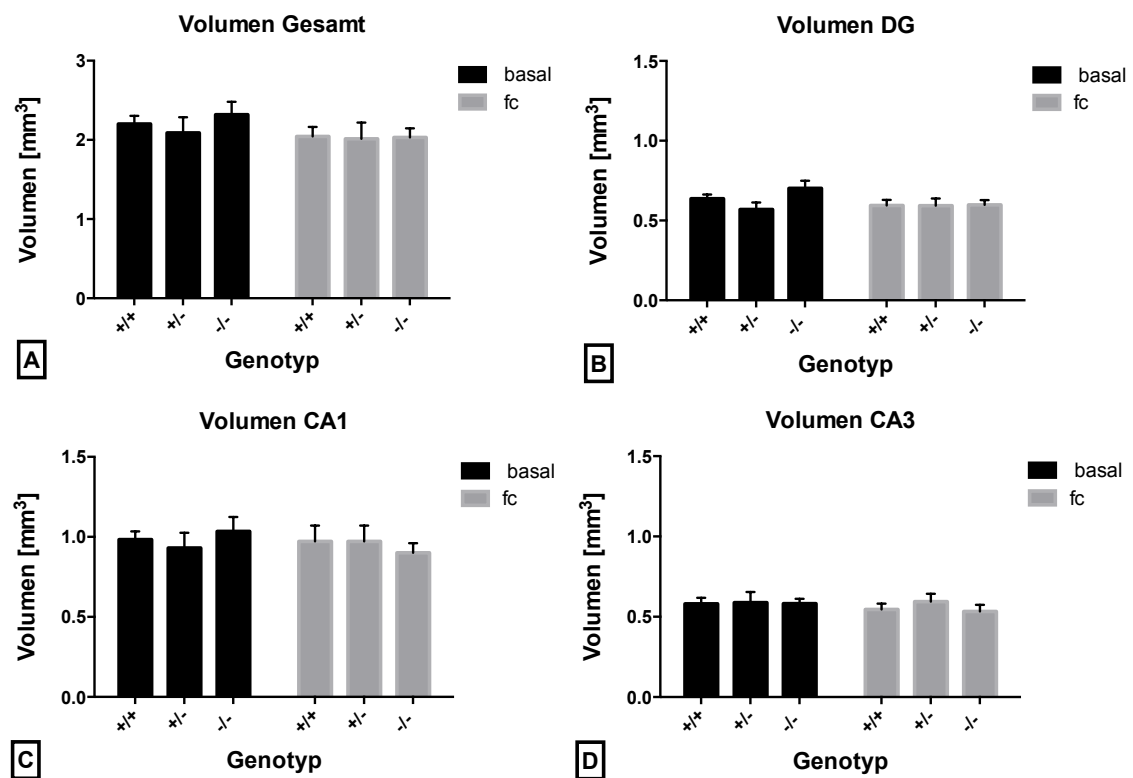 Volumen Gesamt
Volumen [mm³]
3
2
1
0
basal
fc
+/+ +/- -/- +/+ +/- -/-
Genotyp
A
Volumen DG
Volumen [mm³]
1.5
1.0
0.5
0.0
basal
fc
+/+ +/- -/- +/+ +/- -/-
Genotyp
B
Volumen CA1
Volumen [mm³]
1.5
1.0
0.5
0.0
basal
fc
+/+ +/- -/- +/+ +/- -/-
Genotyp
C
Volumen CA3
Volumen [mm³]
1.5
1.0
0.5
0.0
basal
fc
+/+ +/- -/- +/+ +/- -/-
Genotyp
D